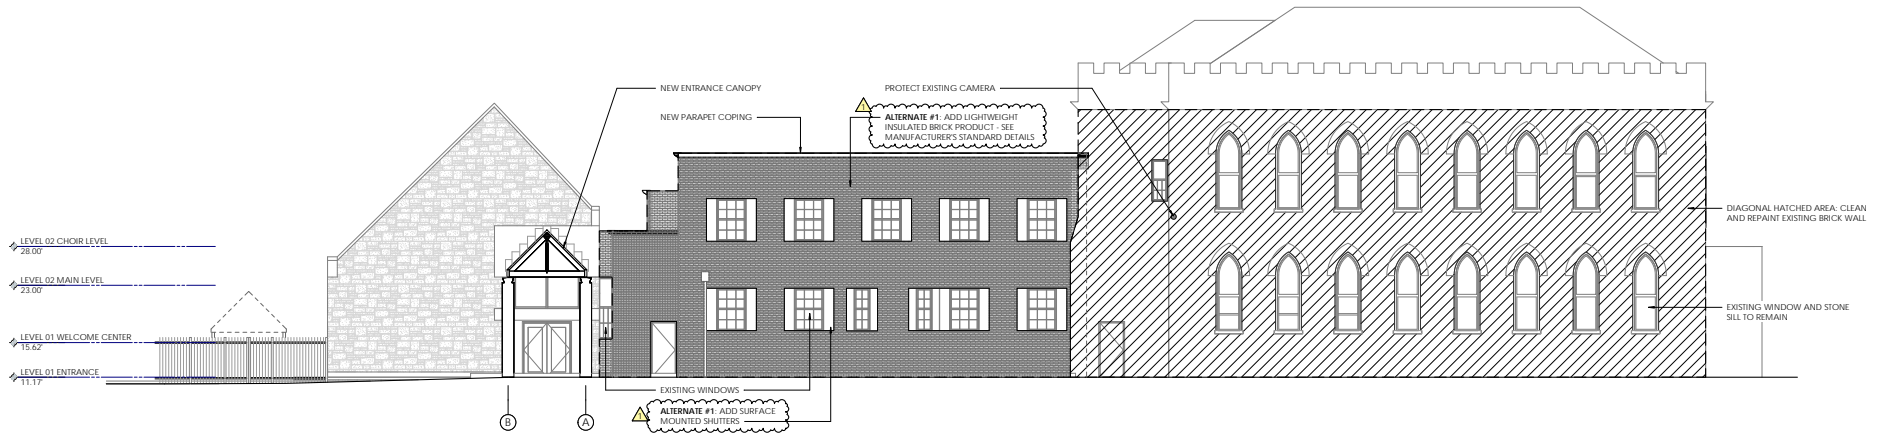 NEW ENTRANCE CANOPY
PROTECT EXISTING CAMERA
1
NEW PARAPET COPING
ALTERNATE #1: ADD LIGHTWEIGHT
INSULATED BRICK PRODUCT - SEE
MANUFACTURER'S STANDARD DETAILS
DIAGONAL HATCHED AREA: CLEAN
AND REPAINT EXISTING BRICK WALL
LEVEL 02 CHOIR LEVEL
28.00'
LEVEL 02 MAIN LEVEL
23.00'
EXISTING WINDOW AND STONE
SILL TO REMAIN
LEVEL 01 WELCOME CENTER
15.62'
LEVEL 01 ENTRANCE
11.17'
EXISTING WINDOWS
1
ALTERNATE #1: ADD SURFACE
MOUNTED SHUTTERS
B
A